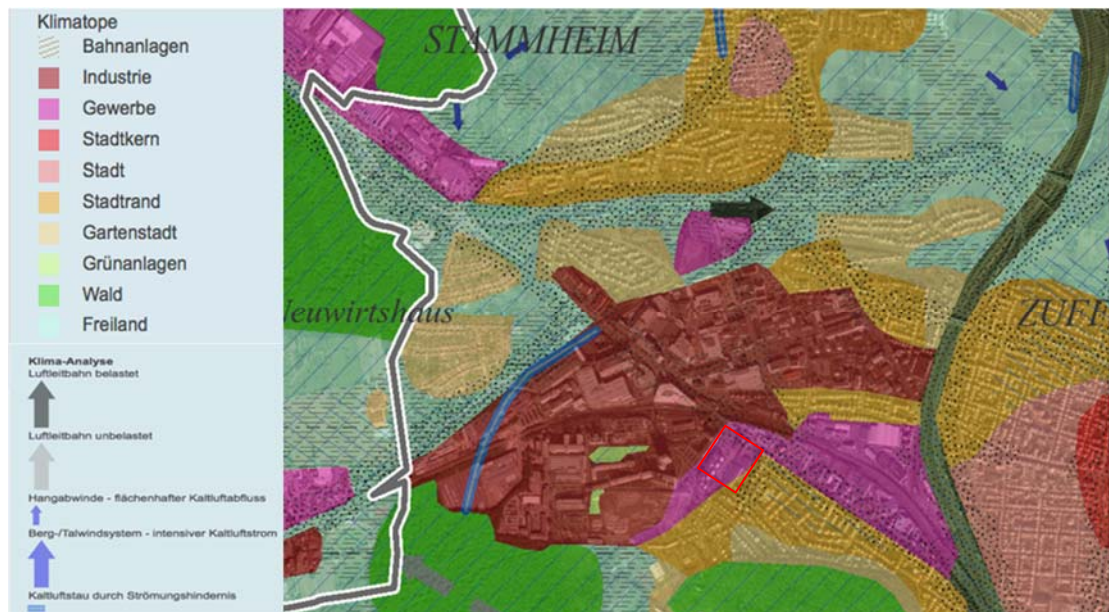 Klimatope
Bahnanlagen
Industrie
Gewerbe
Stadtkern
Stadt
Stadtrand
Gartenstadt
Grünanlagen
Wald
Freiland
Klima-Analyse
Luftleitbahn belastet
Luftleitbahn unbelastet
Hangabwinde - flächenhafter Kaltluftabfluss
Berg-/Talwindsystem - intensiver Kaltluftstrom
Kaltluftstau durch Strömungshindernis
STAMMHEIM
Neuwirtshaus
ZUFF